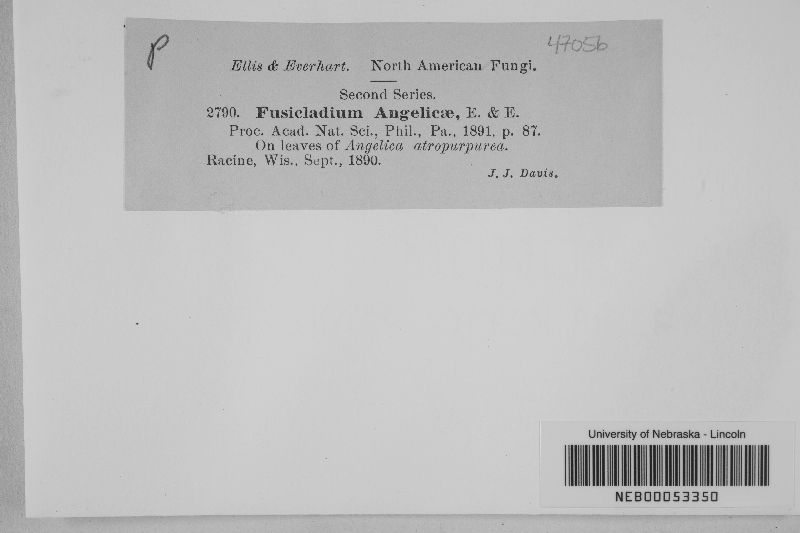 P
47056
Ellis & Everhart. North American Fungi.
Second Series.
2790. Fusicladium Angelicæ, E. & E.
Proc. Acad. Nat. Sci., Phil., Pa., 1891, p. 87.
On leaves of Angelica atropurpurea.
Racine, Wis., Sept., 1890.
J. J. Davis.
University of Nebraska - Lincoln
NEB00053350